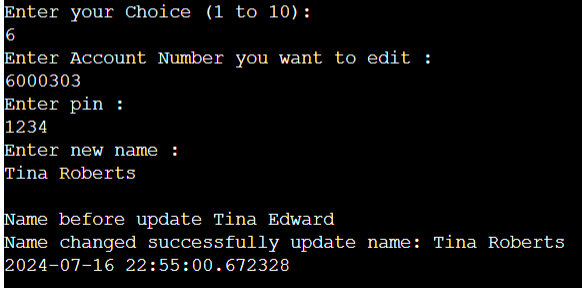 Enter your Choice (1 to 10):
6
Enter Account Number you want to edit :
6000303
Enter pin :
1234
Enter new name :
Tina Roberts
Name before update Tina Edward
Name changed successfully update name: Tina Roberts
2024-07-16 22:55:00.672328